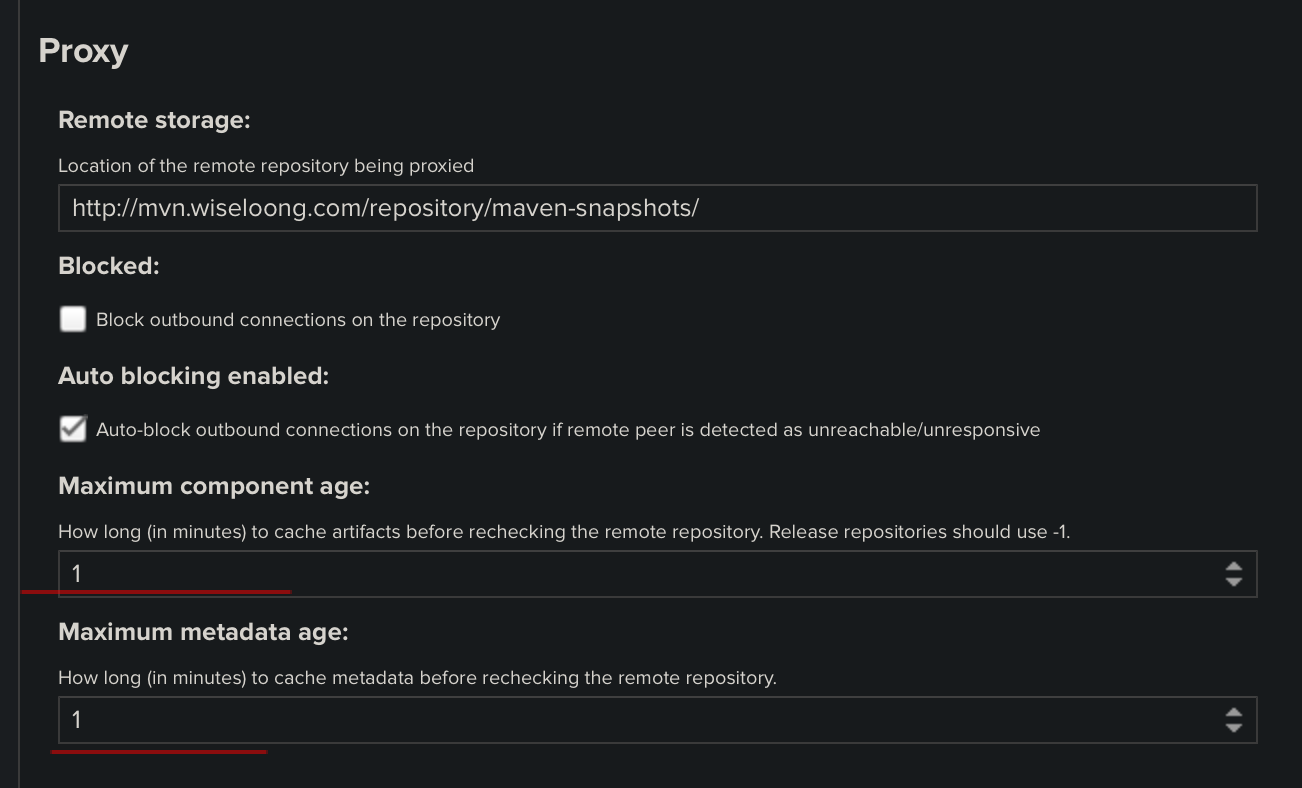 Proxy
Remote storage:
Location of the remote repository being proxied
http://mvn.wiseloong.com/repository/maven-snapshots/
Blocked:
Block outbound connections on the repository
Auto blocking enabled:
Auto-block outbound connections on the repository if remote peer is detected as unreachable/unresponsive
Maximum component age:
How long (in minutes) to cache artifacts before rechecking the remote repository. Release repositories should use -1.
1
Maximum metadata age:
How long (in minutes) to cache metadata before rechecking the remote repository.
1